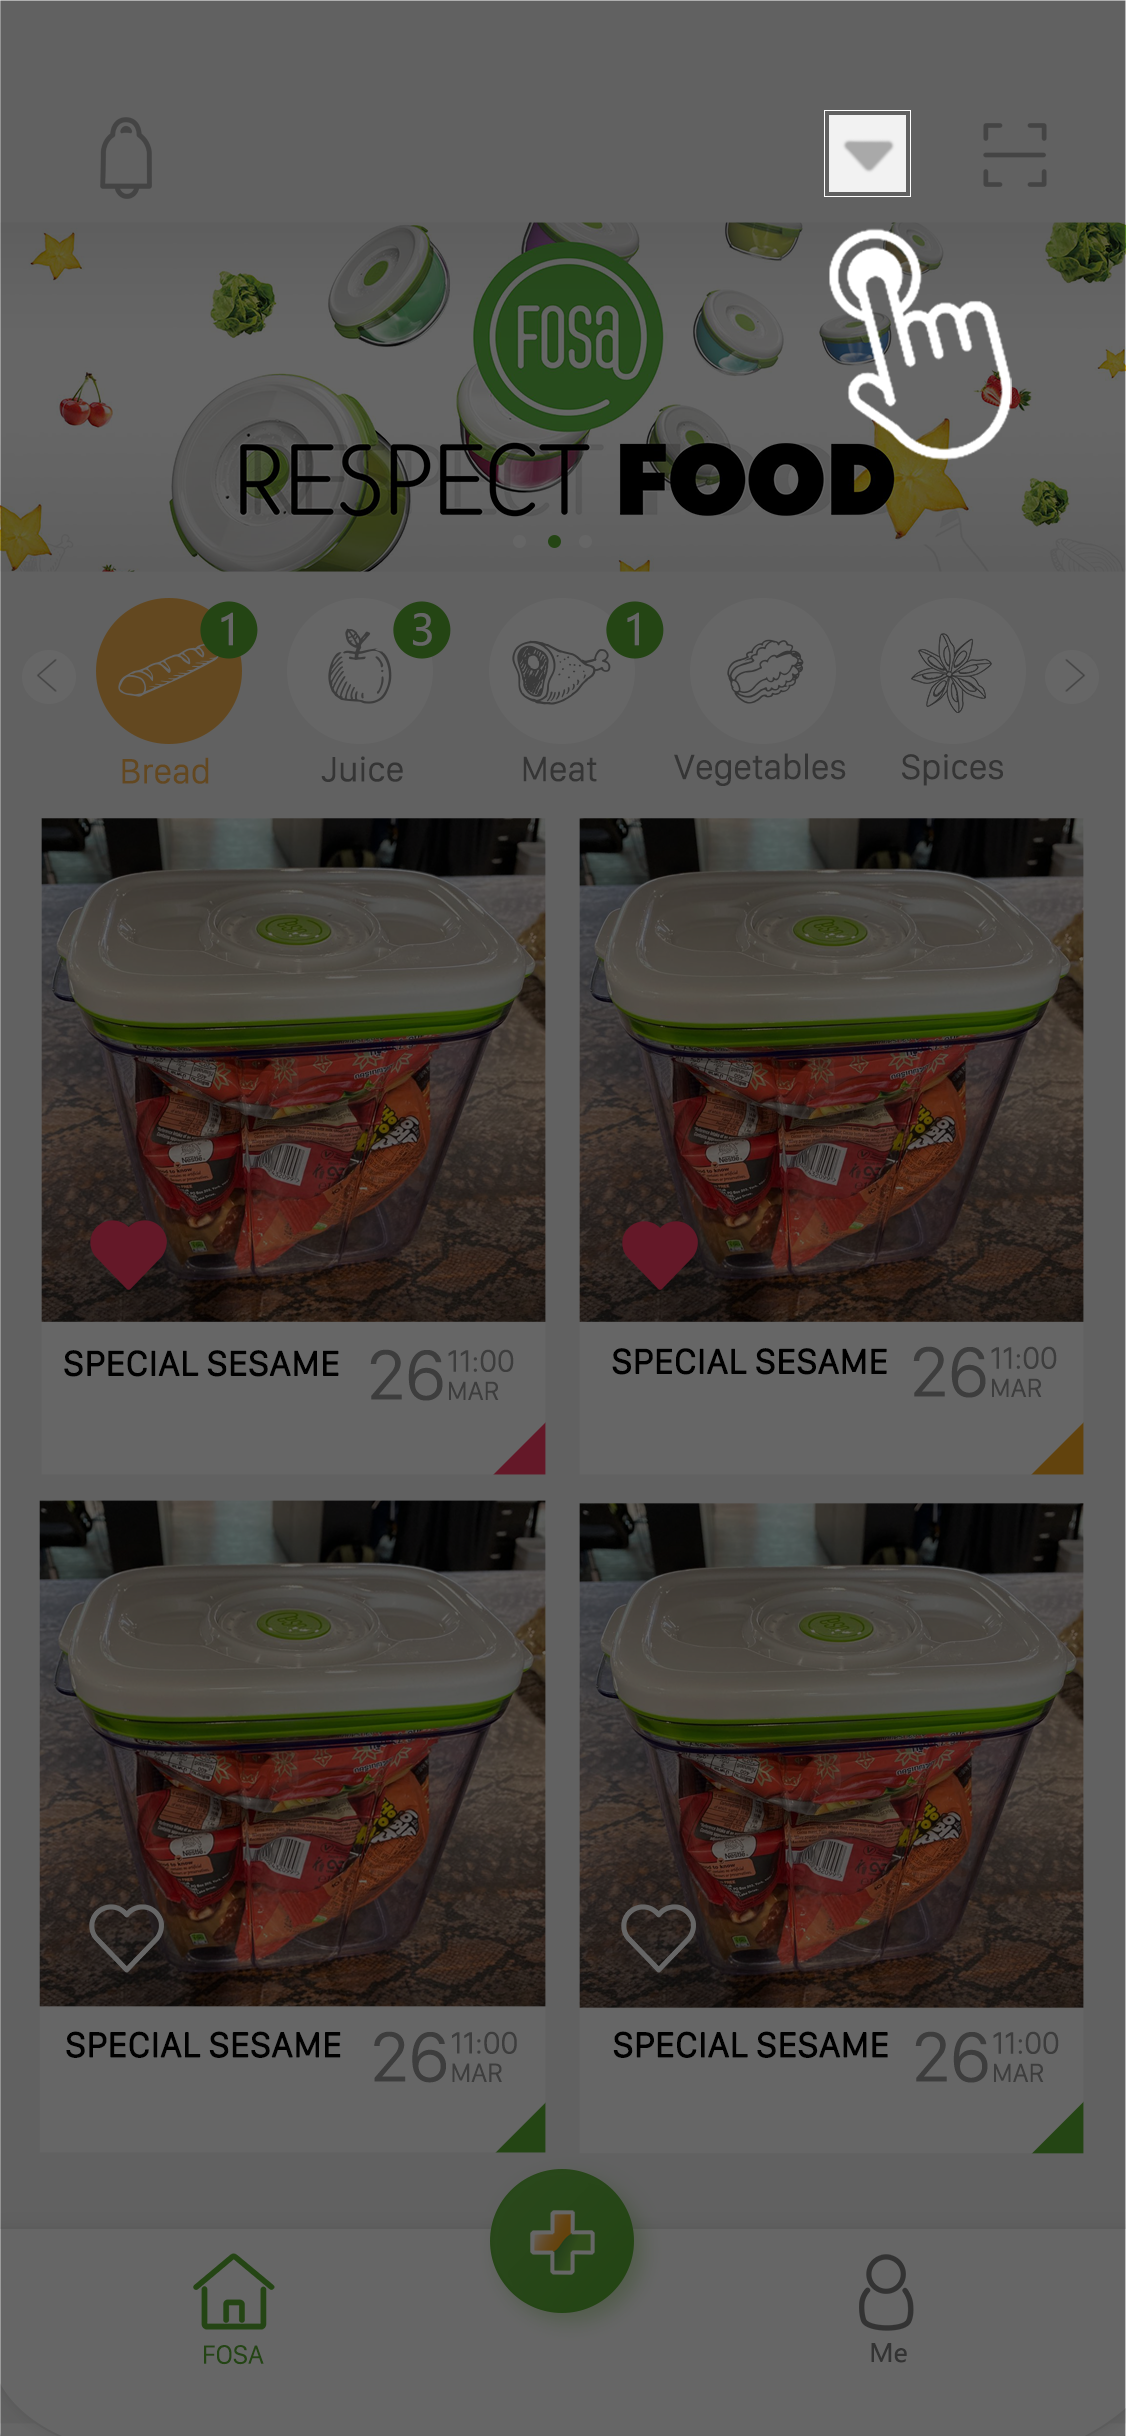 FOSA
RESPECT FOOD
1
3
1
Bread
Juice
Meat
Vegetables
Spices
SPECIAL SESAME
26 11:00 MAR
SPECIAL SESAME
26 11:00 MAR
SPECIAL SESAME
26 11:00 MAR
SPECIAL SESAME
26 11:00 MAR
FOSA
Me